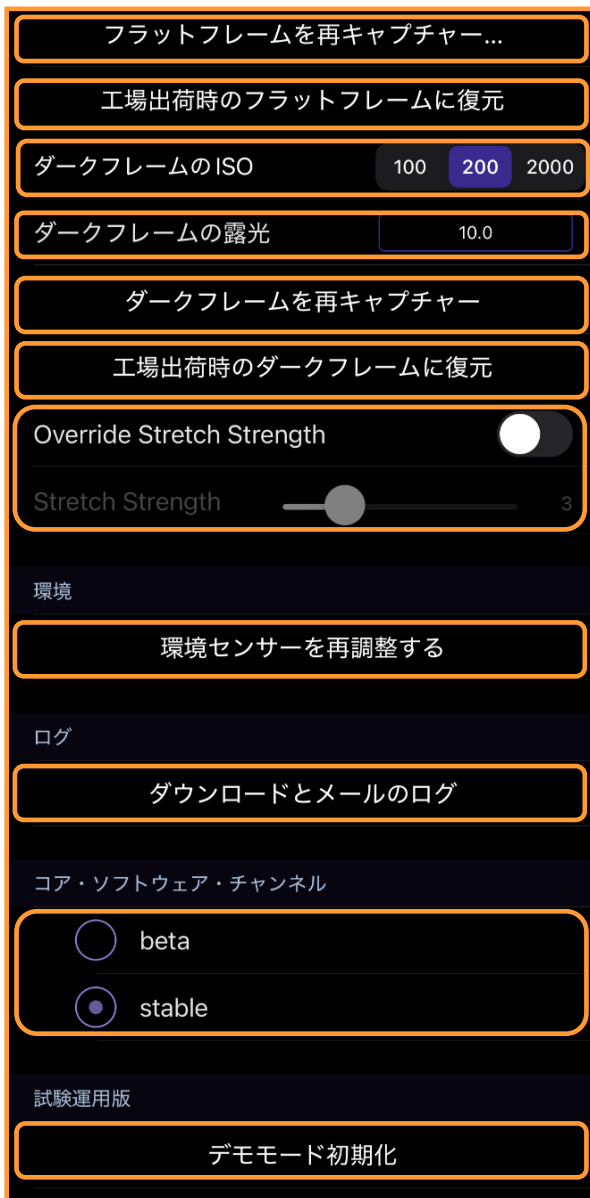 フラットフレームを再キャプチャー...
工場出荷時のフラットフレームに復元
ダークフレームのISO 100 200 2000
ダークフレームの露光 10.0
ダークフレームを再キャプチャー
工場出荷時のダークフレームに復元
Override Stretch Strength
Stretch Strength 3
環境
環境センサーを再調整する
ログ
ダウンロードとメールのログ
コア・ソフトウェア・チャンネル
beta
stable
試験運用版
デモモード初期化